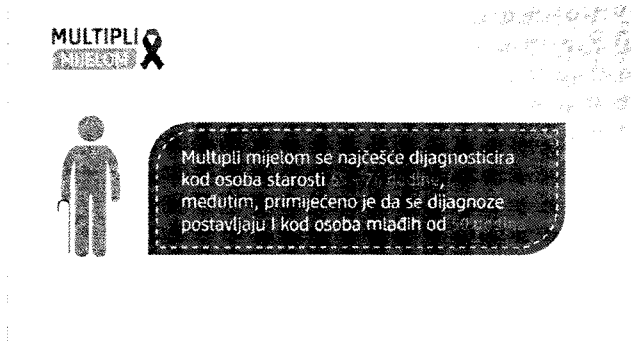 MULTIPLI
MIJELOM
Multipli mijelom se najčešće dijagnosticira
kod osoba starosti
međutim, primijećeno je da se dijagnoze
postavljaju i kod osoba mlađih od